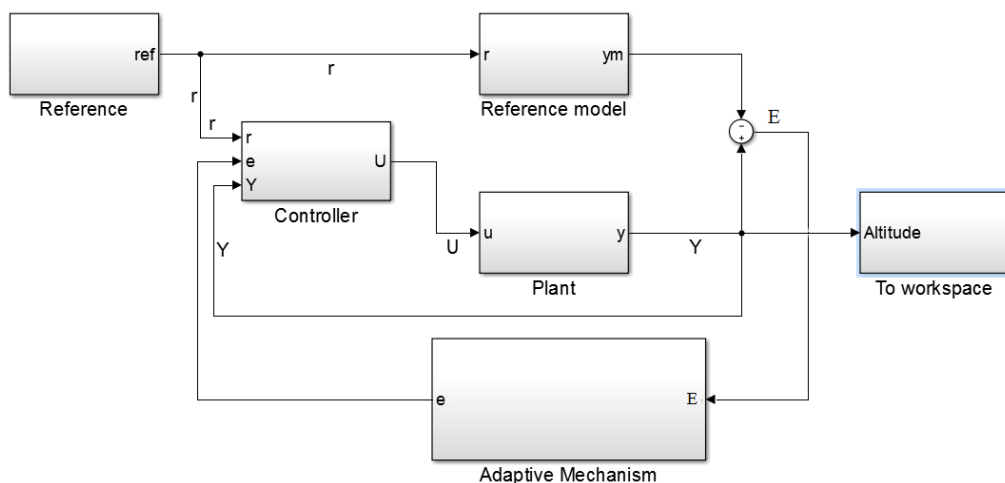 ref
Reference
r
r
r
r
ym
Reference model
-
+
E
r
e
Y
U
Controller
Y
U
u
y
Plant
Y
Altitude
To workspace
e
E
Adaptive Mechanism